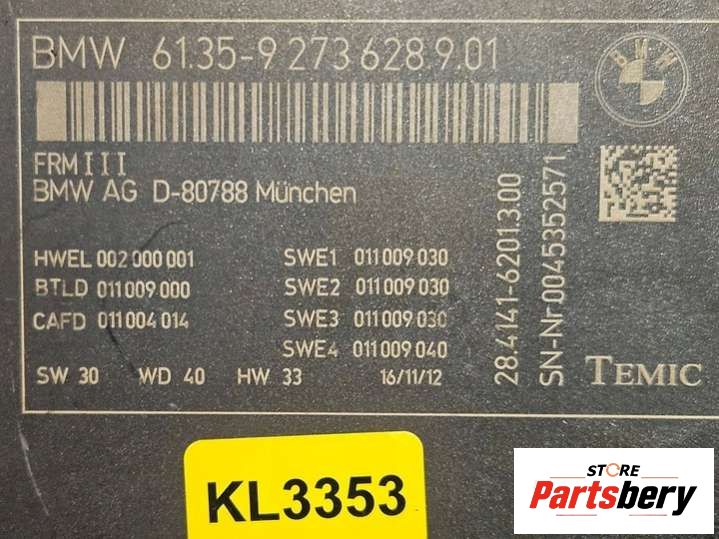 BMW 61.35-9 273 628 9.01
BMW
FRM III
BMW AG D-80788 München
HWEL 002 000 001
BTLD 011 009 000
CAFD 011 004 014
SWE1 011 009 030
SWE2 011 009 030
SWE3 011 009 030
SWE4 011 009 040
SW 30 WD 40 HW 33 16/11/12
28.4141-62013.00
SN-Nr 0045352571
TEMIC
KL3353
STORE
Partsbery